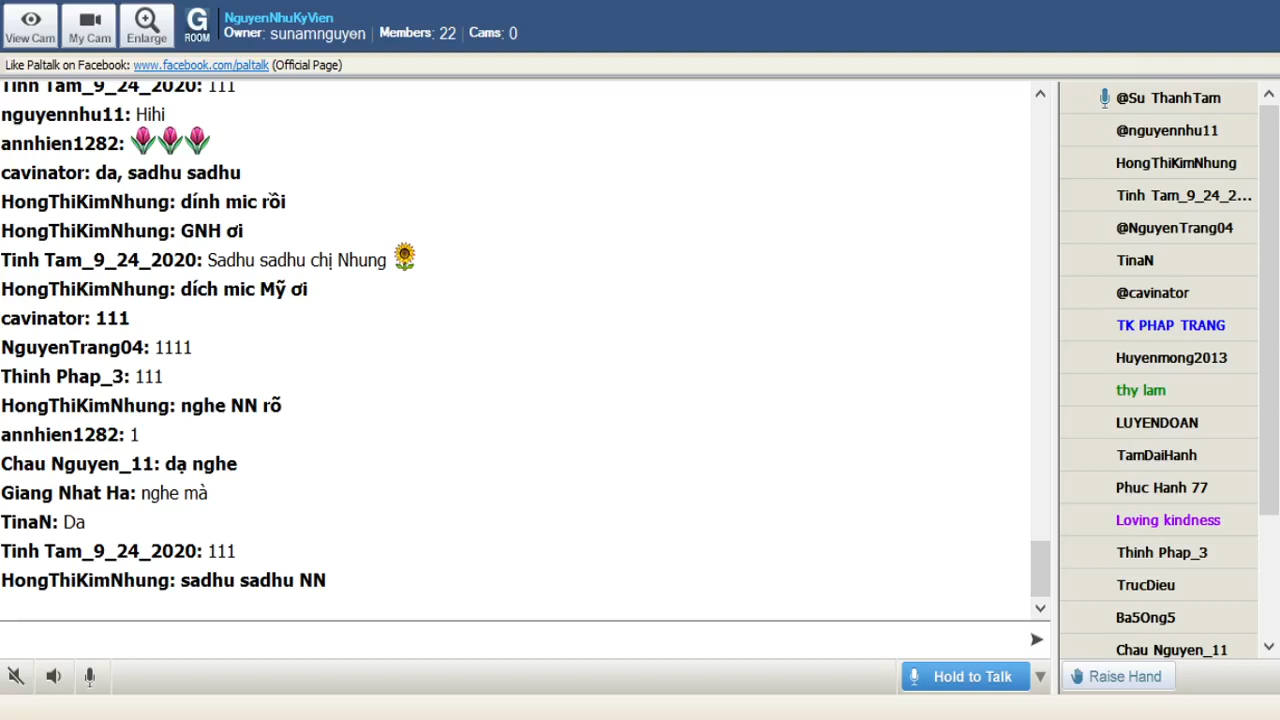 View Cam
My Cam
Enlarge
G
ROOM
NguyenNhuKyVien
Owner: sunamnguyen | Members: 22 | Cams: 0
Like Paltalk on Facebook: www.facebook.com/paltalk (Official Page)
Tinh Tam_9_24_2020: 111
nguyennhu11: Hihi
annhien1282:
cavinator: da, sadhu sadhu
HongThiKimNhung: dính mic rồi
HongThiKimNhung: GNH ơi
Tinh Tam_9_24_2020: Sadhu sadhu chị Nhung
HongThiKimNhung: dích mic Mỹ ơi
cavinator: 111
NguyenTrang04: 1111
Thinh Phap_3: 111
HongThiKimNhung: nghe NN rõ
annhien1282: 1
Chau Nguyen_11: dạ nghe
Giang Nhat Ha: nghe mà
TinaN: Da
Tinh Tam_9_24_2020: 111
HongThiKimNhung: sadhu sadhu NN
@Su ThanhTam
@nguyennhu11
HongThiKimNhung
Tinh Tam_9_24_2...
@NguyenTrang04
TinaN
@cavinator
TK PHAP TRANG
Huyenmong2013
thy lam
LUYENDOAN
TamDaiHanh
Phuc Hanh 77
Loving kindness
Thinh Phap_3
TrucDieu
Ba5Ong5
Chau Nguyen_11
Hold to Talk
Raise Hand